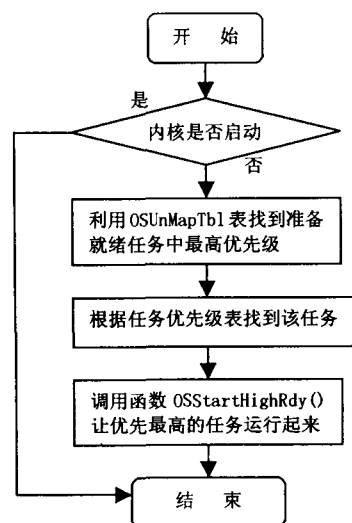 开 始
是
内核是否启动
否
利用OSUnMapTbl表找到准备
就绪任务中最高优先级
根据任务优先级表找到该任务
调用函数 OSStartHighRdy()
让优先最高的任务运行起来
结 束